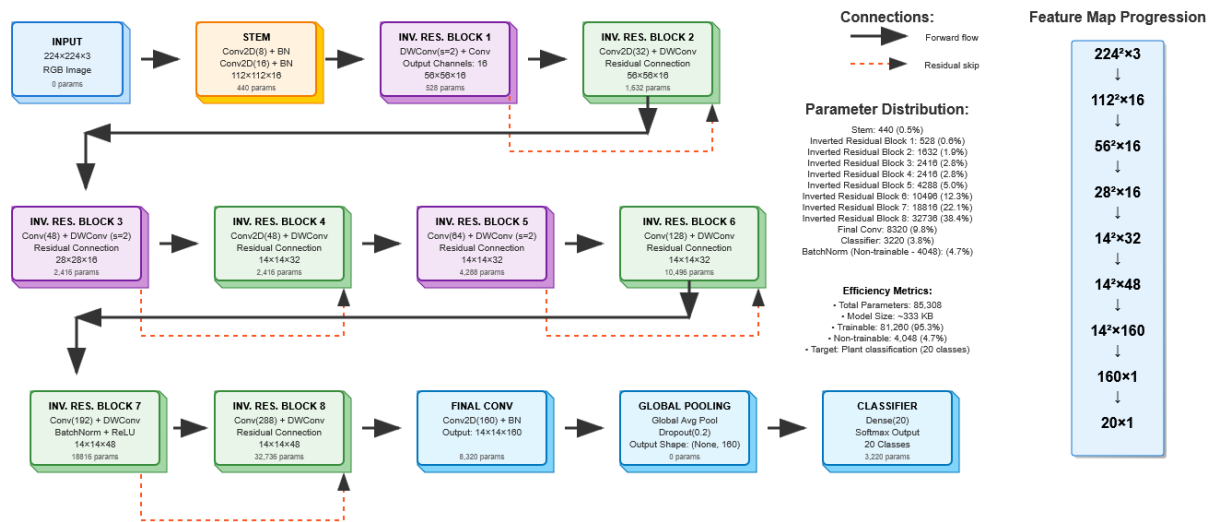 INPUT
224×224×3
RGB Image
0 params
STEM
Conv2D(8) + BN
Conv2D(16) + BN
112×112×16
440 params
INV. RES. BLOCK 1
DWConv(s=2) + Conv
Output Channels: 16
56×56×16
528 params
INV. RES. BLOCK 2
Conv2D(32) + DWConv
Residual Connection
56×56×16
1,632 params
INV. RES. BLOCK 3
Conv(48) + DWConv (s=2)
Residual Connection
28×28×16
2,416 params
INV. RES. BLOCK 4
Conv2D(48) + DWConv
Residual Connection
14×14×32
2,416 params
INV. RES. BLOCK 5
Conv(64) + DWConv (s=2)
Residual Connection
14×14×32
4,288 params
INV. RES. BLOCK 6
Conv(128) + DWConv
Residual Connection
14×14×32
10,496 params
INV. RES. BLOCK 7
Conv(192) + DWConv
BatchNorm + ReLU
14×14×48
18816 params
INV. RES. BLOCK 8
Conv(288) + DWConv
Residual Connection
14×14×48
32,736 params
FINAL CONV
Conv2D(160) + BN
Output: 14×14×160
8,320 params
GLOBAL POOLING
Global Avg Pool
Dropout(0.2)
Output Shape: (None, 160)
0 params
CLASSIFIER
Dense(20)
Softmax Output
20 Classes
3,220 params
Connections:
Forward flow
Residual skip
Parameter Distribution:
Stem: 440 (0.5%)
Inverted Residual Block 1: 528 (0.6%)
Inverted Residual Block 2: 1632 (1.9%)
Inverted Residual Block 3: 2416 (2.8%)
Inverted Residual Block 4: 2416 (2.8%)
Inverted Residual Block 5: 4288 (5.0%)
Inverted Residual Block 6: 10496 (12.3%)
Inverted Residual Block 7: 18816 (22.1%)
Inverted Residual Block 8: 32736 (38.4%)
Final Conv: 8320 (9.8%)
Classifier: 3220 (3.8%)
BatchNorm (Non-trainable - 4048): (4.7%)
Efficiency Metrics:
• Total Parameters: 85,308
• Model Size: ~333 KB
• Trainable: 81,260 (95.3%)
• Non-trainable: 4,048 (4.7%)
• Target: Plant classification (20 classes)
Feature Map Progression
224²×3
↓
112²×16
↓
56²×16
↓
28²×16
↓
14²×32
↓
14²×48
↓
14²×160
↓
160×1
↓
20×1